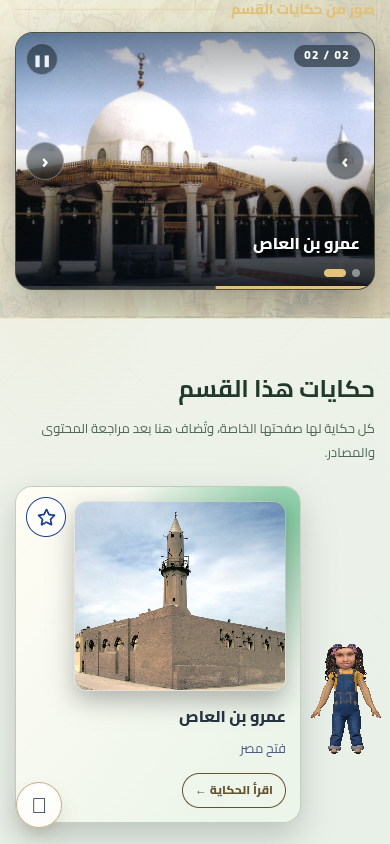 صور من حكايات القسم
02 / 02
عمرو بن العاص
حكايات هذا القسم
كل حكاية لها صفحتها الخاصة، وتُضاف هنا بعد مراجعة المحتوى
والمصادر.
عمرو بن العاص
فتح مصر
اقرأ الحكاية ←